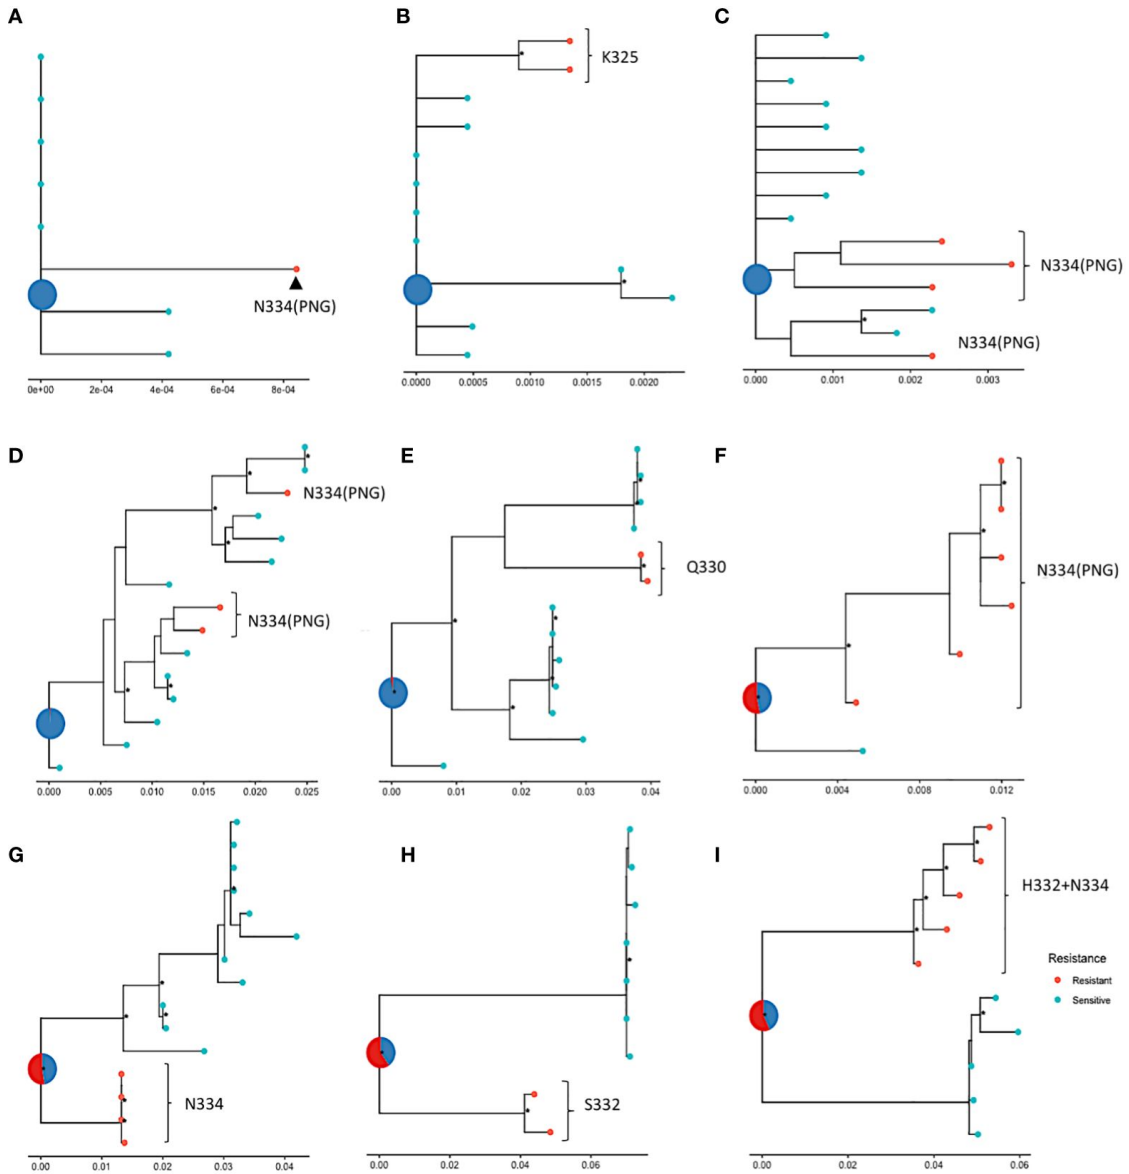 A
B
C
K325
N334(PNG)
N334(PNG)
N334(PNG)
0e+00 2e-04 4e-04 6e-04 8e-04
0.0000 0.0005 0.0010 0.0015 0.0020
0.000 0.001 0.002 0.003
D
E
F
N334(PNG)
N334(PNG)
Q330
N334(PNG)
0.000 0.005 0.010 0.015 0.020 0.025
0.00 0.01 0.02 0.03 0.04
0.000 0.004 0.008 0.012
G
H
I
H332+N334
Resistance
Resistant
Sensitive
N334
S332
0.00 0.01 0.02 0.03 0.04
0.00 0.02 0.04 0.06
0.00 0.02 0.04 0.06